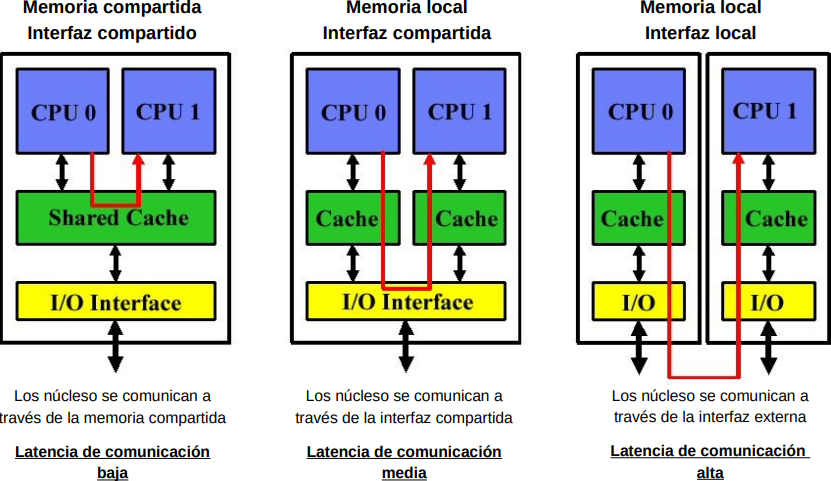 Memoria compartida
Interfaz compartido
CPU 0
CPU 1
Shared Cache
I/O Interface
Los núcleso se comunican a
través de la memoria compartida
Latencia de comunicación
baja
Memoria local
Interfaz compartida
CPU 0
CPU 1
Cache
Cache
I/O Interface
Los núcleso se comunican a
través de la interfaz compartida
Latencia de comunicación
media
Memoria local
Interfaz local
CPU 0
CPU 1
Cache
Cache
I/O
I/O
Los núcleso se comunican a
través de la interfaz externa
Latencia de comunicación
alta